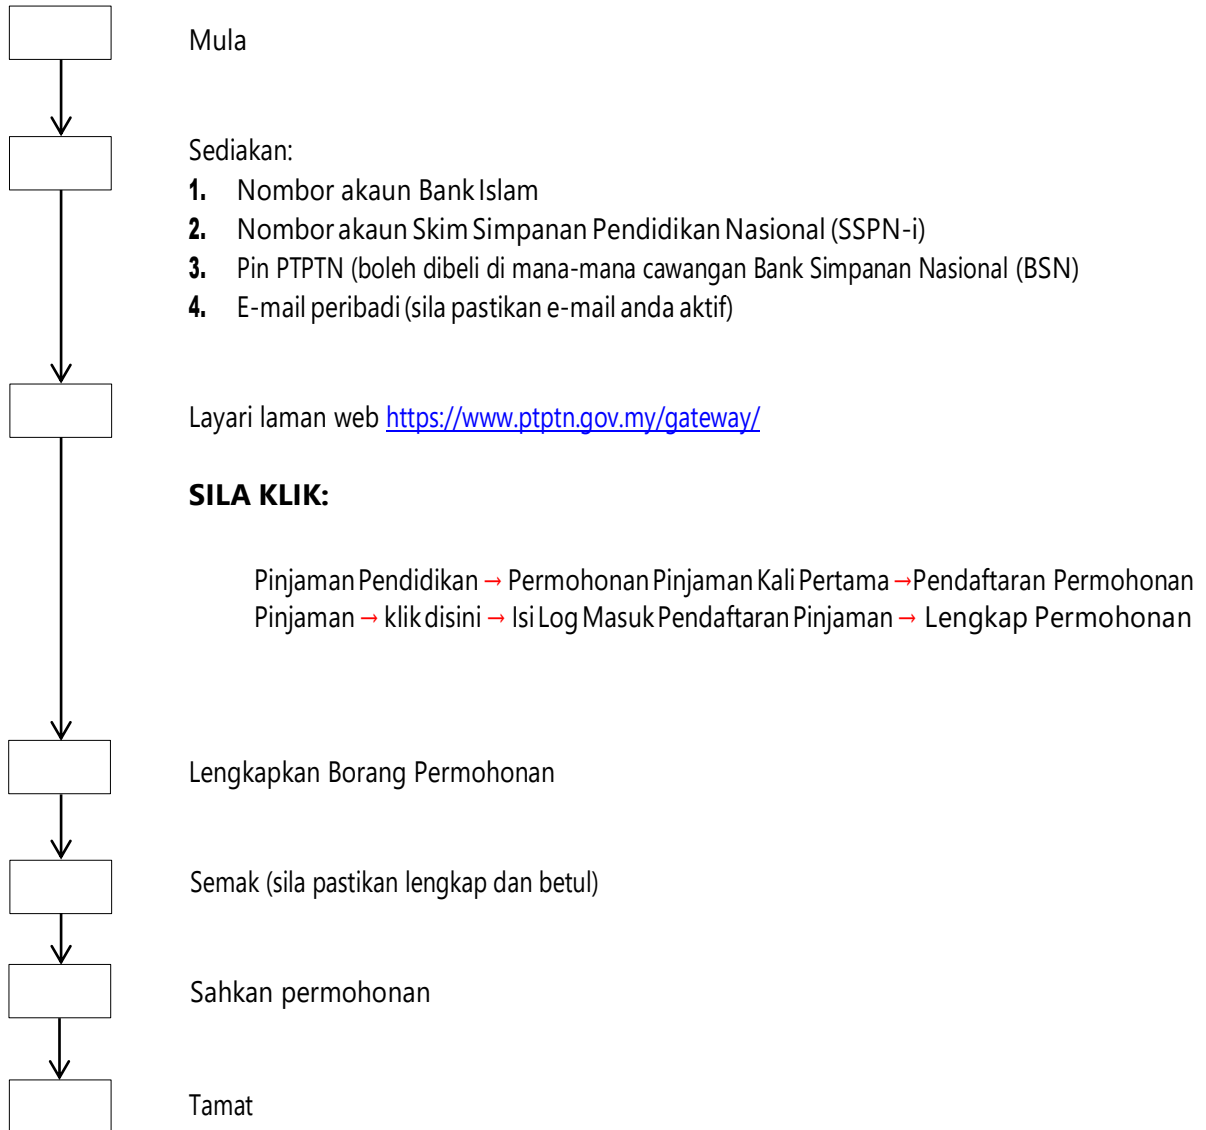 Mula
Sediakan:
1. Nombor akaun Bank Islam
2. Nombor akaun Skim Simpanan Pendidikan Nasional (SSPN-i)
3. Pin PTPTN (boleh dibeli di mana-mana cawangan Bank Simpanan Nasional (BSN)
4. E-mail peribadi (sila pastikan e-mail anda aktif)
Layari laman web https://www.ptptn.gov.my/gateway/
SILA KLIK:
Pinjaman Pendidikan → Permohonan Pinjaman Kali Pertama → Pendaftaran Permohonan
Pinjaman → klik disini → Isi Log Masuk Pendaftaran Pinjaman → Lengkap Permohonan
Lengkapkan Borang Permohonan
Semak (sila pastikan lengkap dan betul)
Sahkan permohonan
Tamat